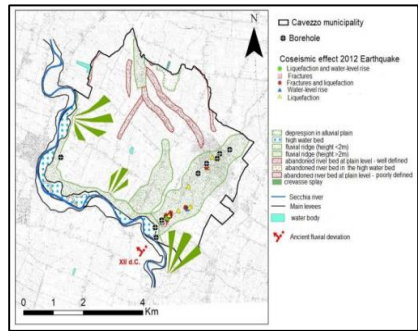 N
Cavezzo municipality
Borehole
Coseismic effect 2012 Earthquake
Liquefaction and water-level rise
Fractures
Fractures and liquefaction
Water-level rise
Liquefaction
depression in alluvial plain
high water bed
fluvial ridge (height <2m)
fluvial ridge (height >2m)
abandoned river bed at plain level - well defined
abandoned river bed in the high water bed
abandoned river bed at plain level - poorly defined
crevasse splay
Secchia river
Main levees
water body
Ancient fluvial deviation
XII d.C.
0 1 2 4
Km